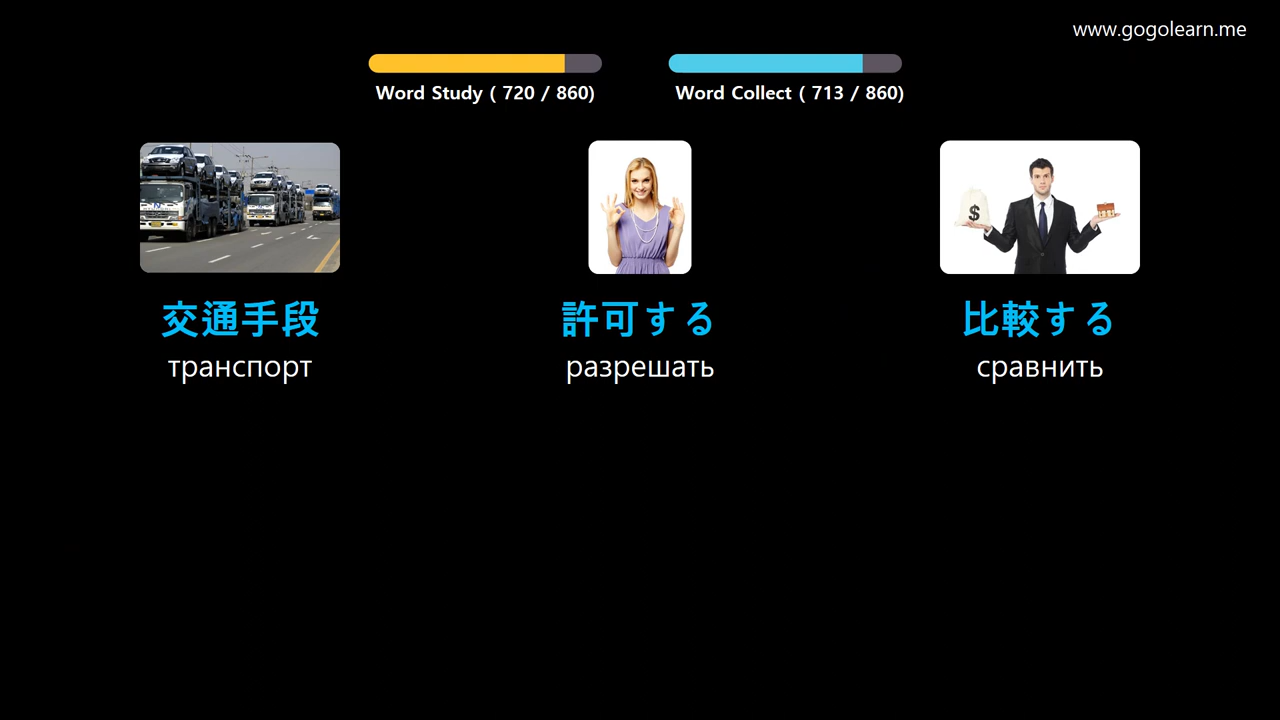 www.gogolearn.me
Word Study ( 720 / 860)
Word Collect ( 713 / 860)
$
交通手段
許可する
比較する
транспорт
разрешать
сравнить